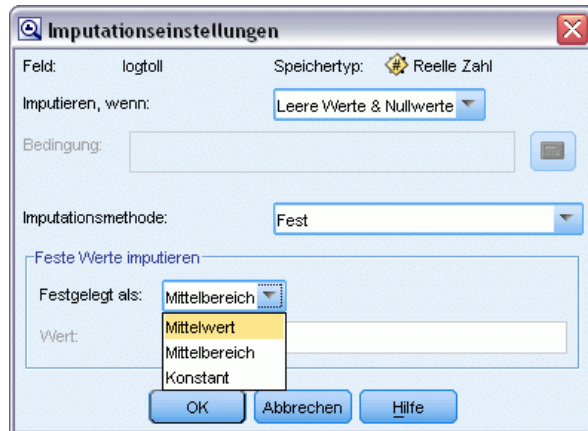 Imputationseinstellungen
Feld: logtoll Speichertyp: # Reelle Zahl
Imputieren, wenn: Leere Werte & Nullwerte
Bedingung:
Imputationsmethode: Fest
Feste Werte imputieren
Festgelegt als: Mittelbereich
Wert:
Mittelwert
Mittelbereich
Konstant
OK Abbrechen Hilfe